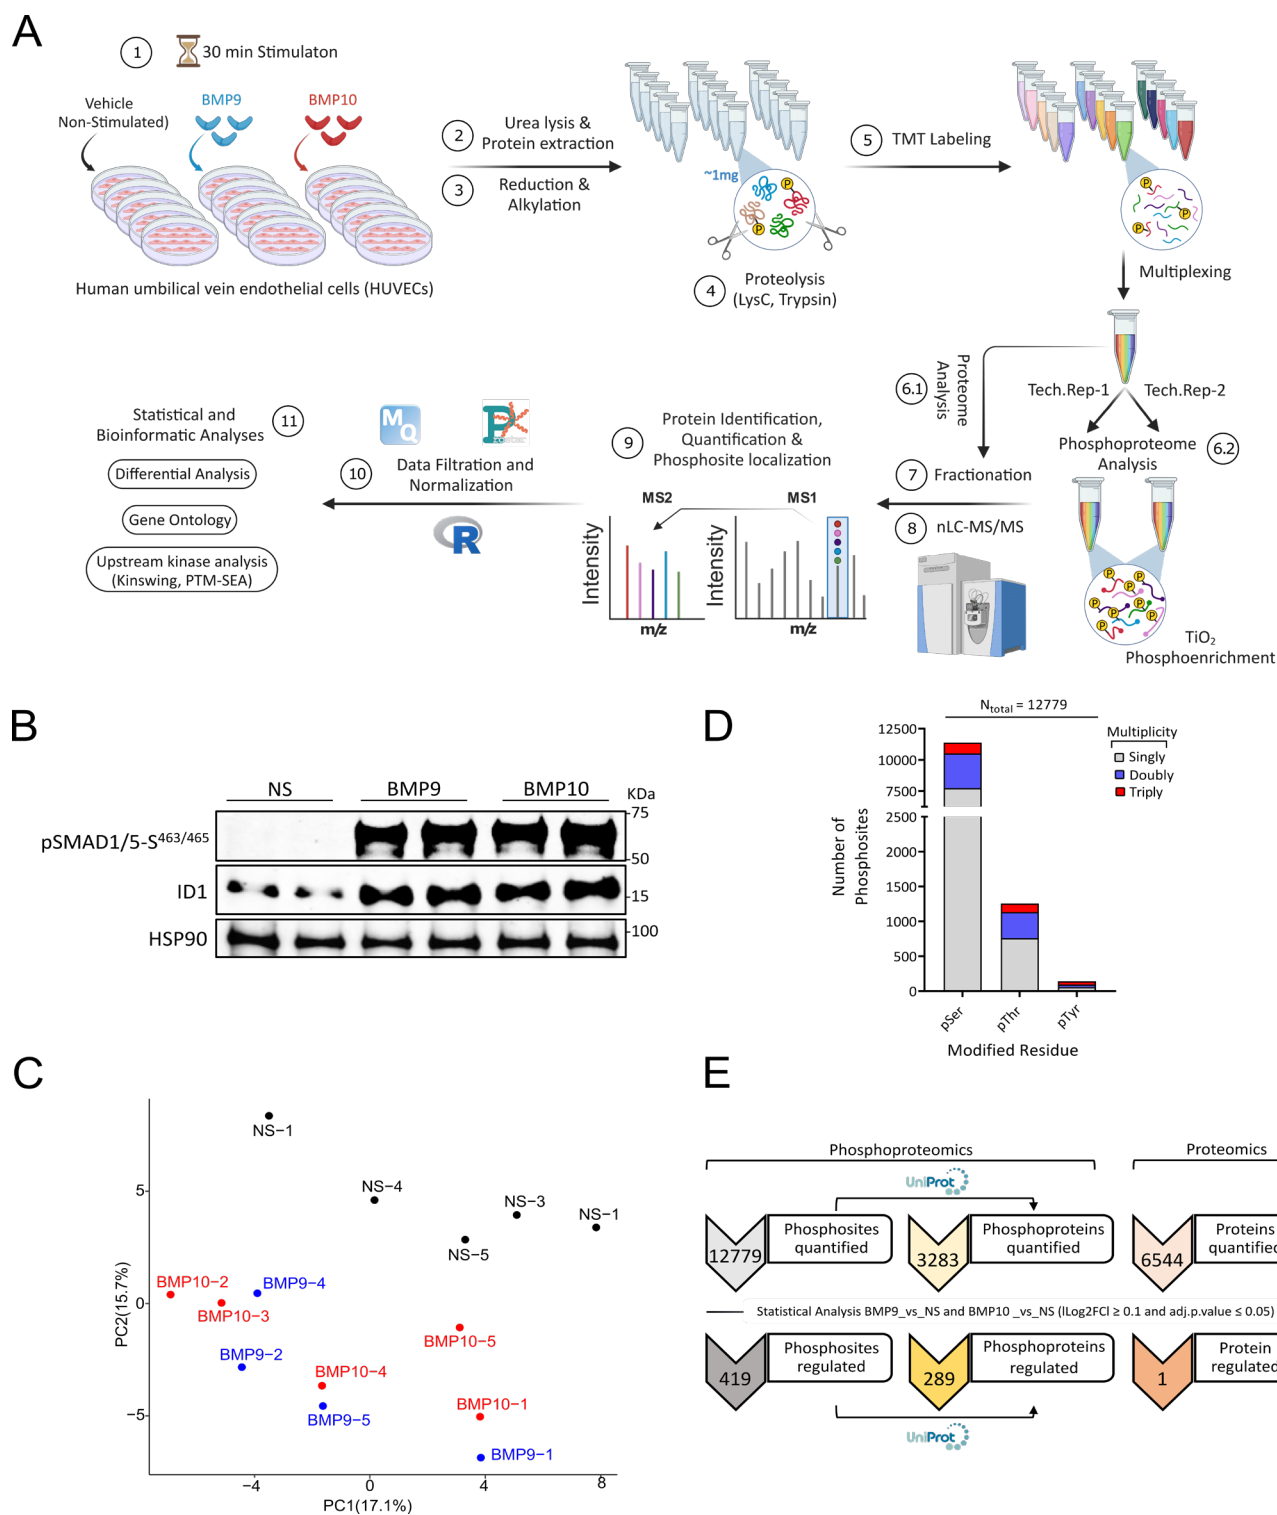 A
1
30 min Stimulaton
Vehicle
Non-Stimulated)
BMP9
BMP10
Human umbilical vein endothelial cells (HUVECs)
2
Urea lysis &
Protein extraction
3
Reduction &
Alkylation
~1mg
P
P
4
Proteolysis
(LysC, Trypsin)
5
TMT Labeling
P
P
P
Multiplexing
6.1
Proteome
Analysis
Tech.Rep-1
Tech.Rep-2
Phosphoproteome
Analysis
6.2
7
Fractionation
8
nLC-MS/MS
P
P
P
P
P
P
P
P
TiO2
Phosphoenrichment
9
Protein Identification,
Quantification &
Phosphosite localization
MS2
MS1
Intensity
m/z
Intensity
m/z
MQ
10
Data Filtration and
Normalization
R
11
Statistical and
Bioinformatic Analyses
Differential Analysis
Gene Ontology
Upstream kinase analysis
(Kinswing, PTM-SEA)
B
NS
BMP9
BMP10
KDa
pSMAD1/5-S463/465
75
50
ID1
15
HSP90
100
D
Ntotal = 12779
Multiplicity
Singly
Doubly
Triply
Number of
Phosphosites
12500
10000
7500
2500
2000
1500
1000
500
0
pSer
pThr
pTyr
Modified Residue
C
PC2(15.7%)
5
0
−5
−4
0
4
8
PC1(17.1%)
NS−1
NS−4
NS−3
NS−1
NS−5
BMP10−2
BMP9−4
BMP10−3
BMP10−5
BMP9−2
BMP10−4
BMP9−5
BMP10−1
BMP9−1
E
Phosphoproteomics
Proteomics
UniProt
12779
Phosphosites
quantified
3283
Phosphoproteins
quantified
6544
Proteins
quantified
Statistical Analysis BMP9_vs_NS and BMP10 _vs_NS (lLog2FCl ≥ 0.1 and adj.p.value ≤ 0.05)
419
Phosphosites
regulated
289
Phosphoproteins
regulated
1
Protein
regulated
UniProt